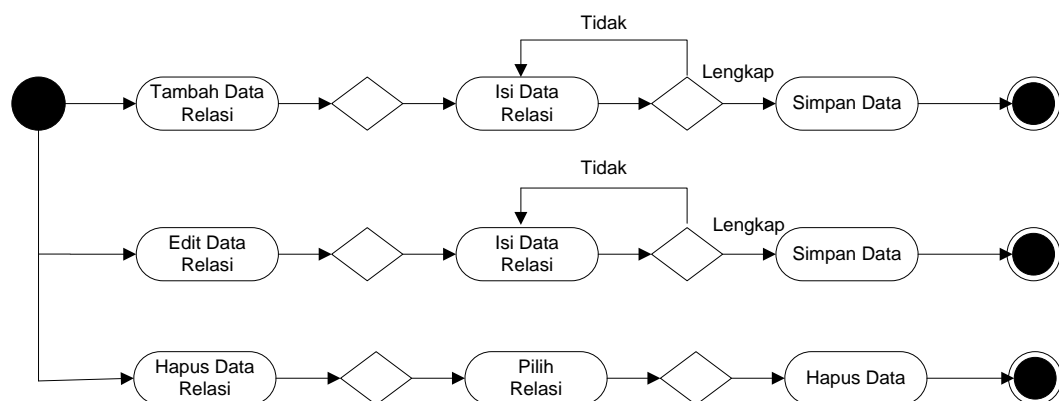 Tidak
Tambah Data
Relasi
Isi Data
Relasi
Lengkap
Simpan Data
Tidak
Edit Data
Relasi
Isi Data
Relasi
Lengkap
Simpan Data
Hapus Data
Relasi
Pilih
Relasi
Hapus Data